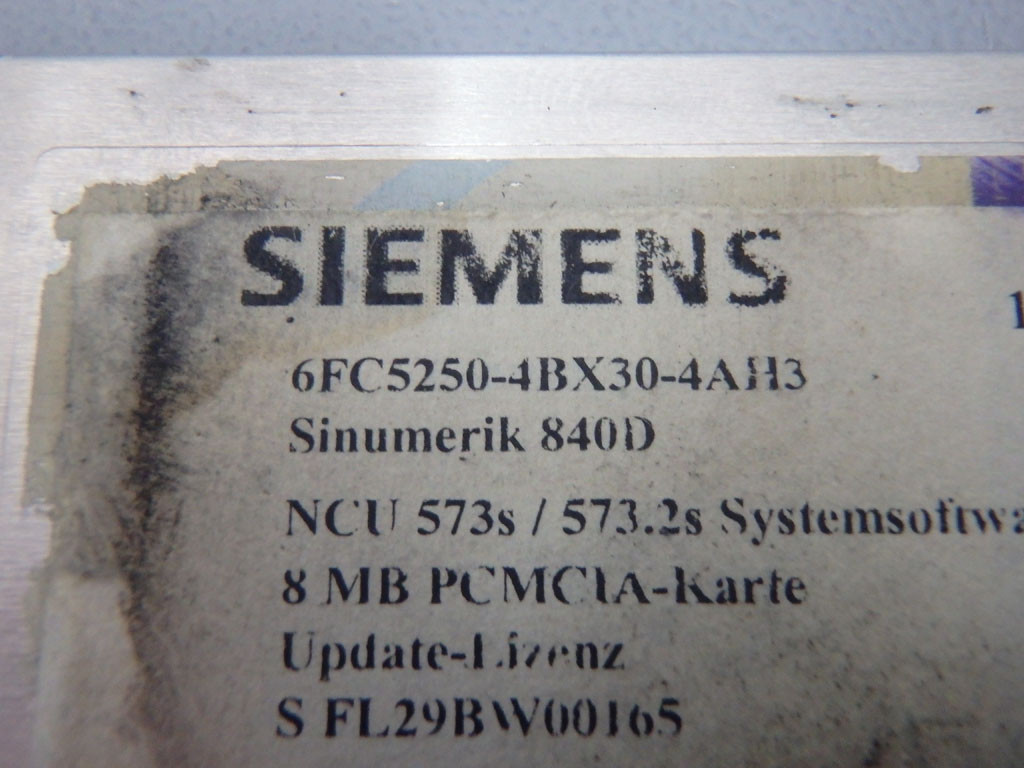 SIEMENS
6FC5250-4BX30-4AH3
Sinumerik 840D
NCU 573s / 573.2s Systemsoftwa
8 MB PCMCIA-Karte
Update-Lizenz
S FL29BW00165